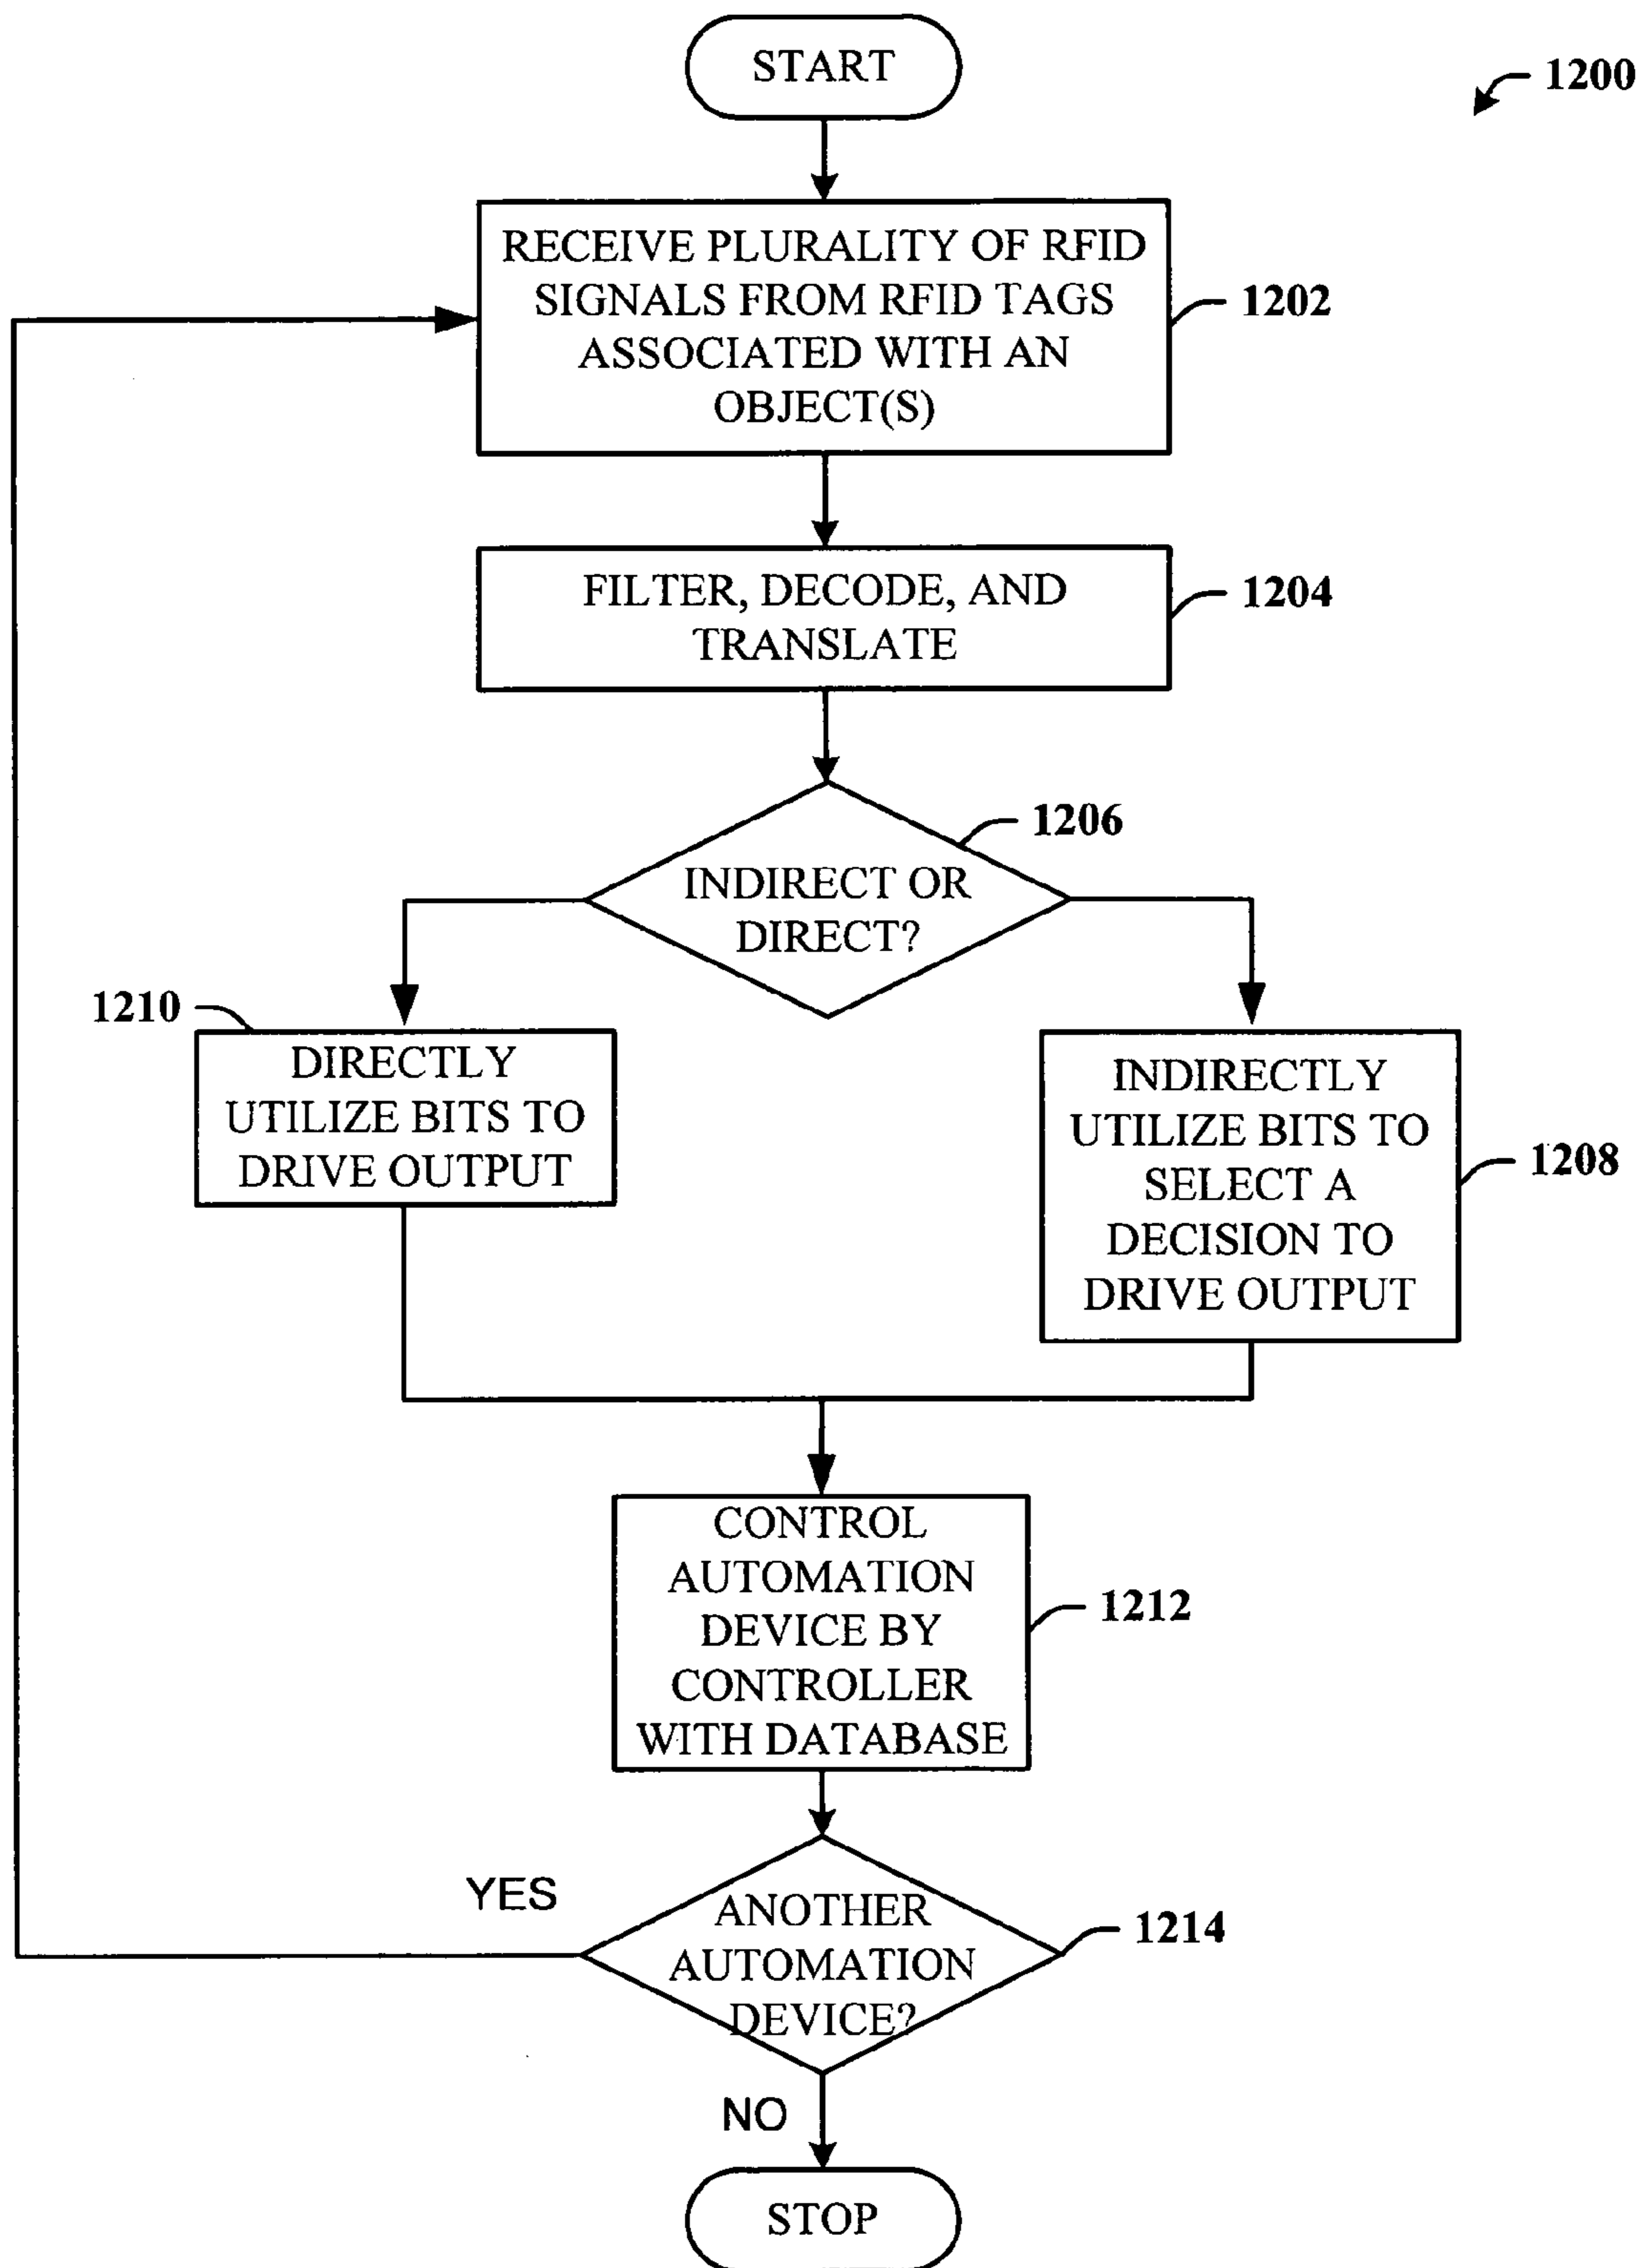 START
1200
RECEIVE PLURALITY OF RFID
SIGNALS FROM RFID TAGS
ASSOCIATED WITH AN
OBJECT(S)
1202
FILTER, DECODE, AND
TRANSLATE
1204
1206
INDIRECT OR
DIRECT?
1210
DIRECTLY
UTILIZE BITS TO
DRIVE OUTPUT
INDIRECTLY
UTILIZE BITS TO
SELECT A
DECISION TO
DRIVE OUTPUT
1208
CONTROL
AUTOMATION
DEVICE BY
CONTROLLER
WITH DATABASE
1212
YES
ANOTHER
AUTOMATION
DEVICE?
1214
NO
STOP